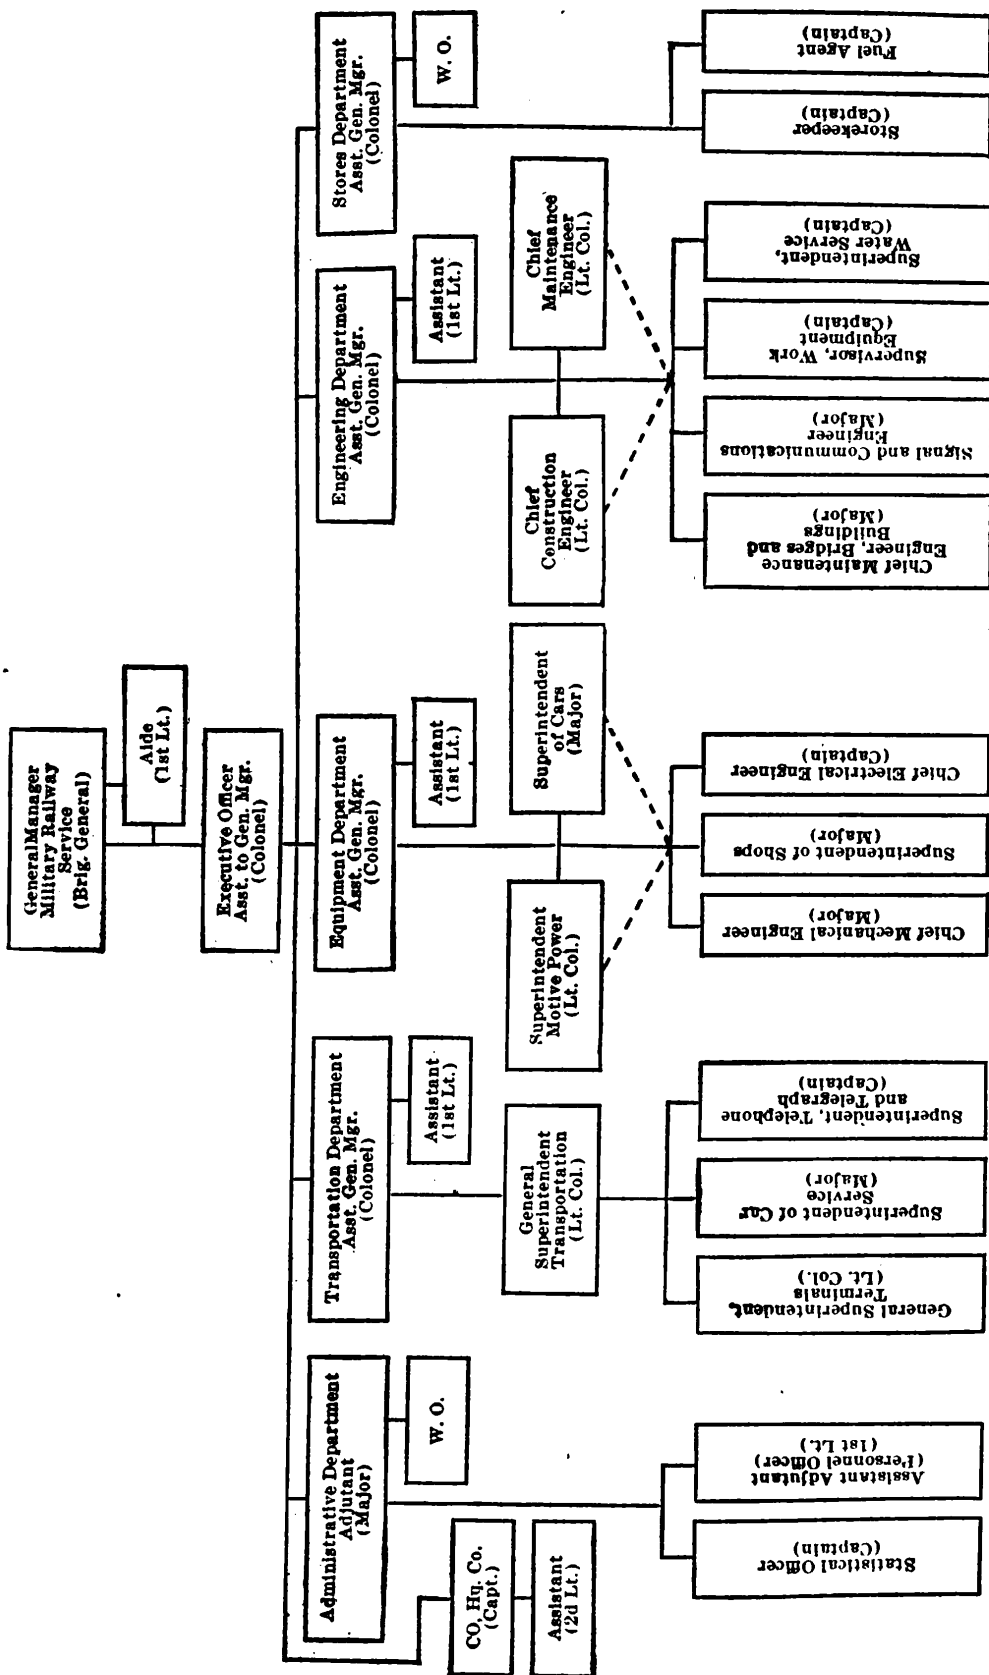 GeneralManager
Military Railway
Service
(Brig. General)
Aide
(1st Lt.)
Executive Officer
Asst. to Gen. Mgr.
(Colonel)
Administrative Department
Adjutant
(Major)
W. O.
CO, Hq. Co.
(Capt.)
Assistant
(2d Lt.)
Statistical Officer
(Captain)
Assistant Adjutant
(Personnel Officer)
(1st Lt.)
Transportation Department
Asst. Gen. Mgr.
(Colonel)
Assistant
(1st Lt.)
General
Superintendent
Transportation
(Lt. Col.)
General Superintendent,
Terminals
(Lt. Col.)
Superintendent of Car
Service
(Major)
Superintendent, Telephone
and Telegraph
(Captain)
Equipment Department
Asst. Gen. Mgr.
(Colonel)
Assistant
(1st Lt.)
Superintendent
Motive Power
(Lt. Col.)
Superintendent
of Cars
(Major)
Chief Mechanical Engineer
(Major)
Superintendent of Shops
(Major)
Chief Electrical Engineer
(Captain)
Engineering Department
Asst. Gen. Mgr.
(Colonel)
Assistant
(1st Lt.)
Chief
Construction
Engineer
(Lt. Col.)
Chief
Maintenance
Engineer
(Lt. Col.)
Chief Maintenance
Engineer, Bridges and
Buildings
(Major)
Signal and Communications
Engineer
(Major)
Supervisor, Work
Equipment
(Captain)
Superintendent,
Water Service
(Captain)
Stores Department
Asst. Gen. Mgr.
(Colonel)
W. O.
Storekeeper
(Captain)
Fuel Agent
(Captain)